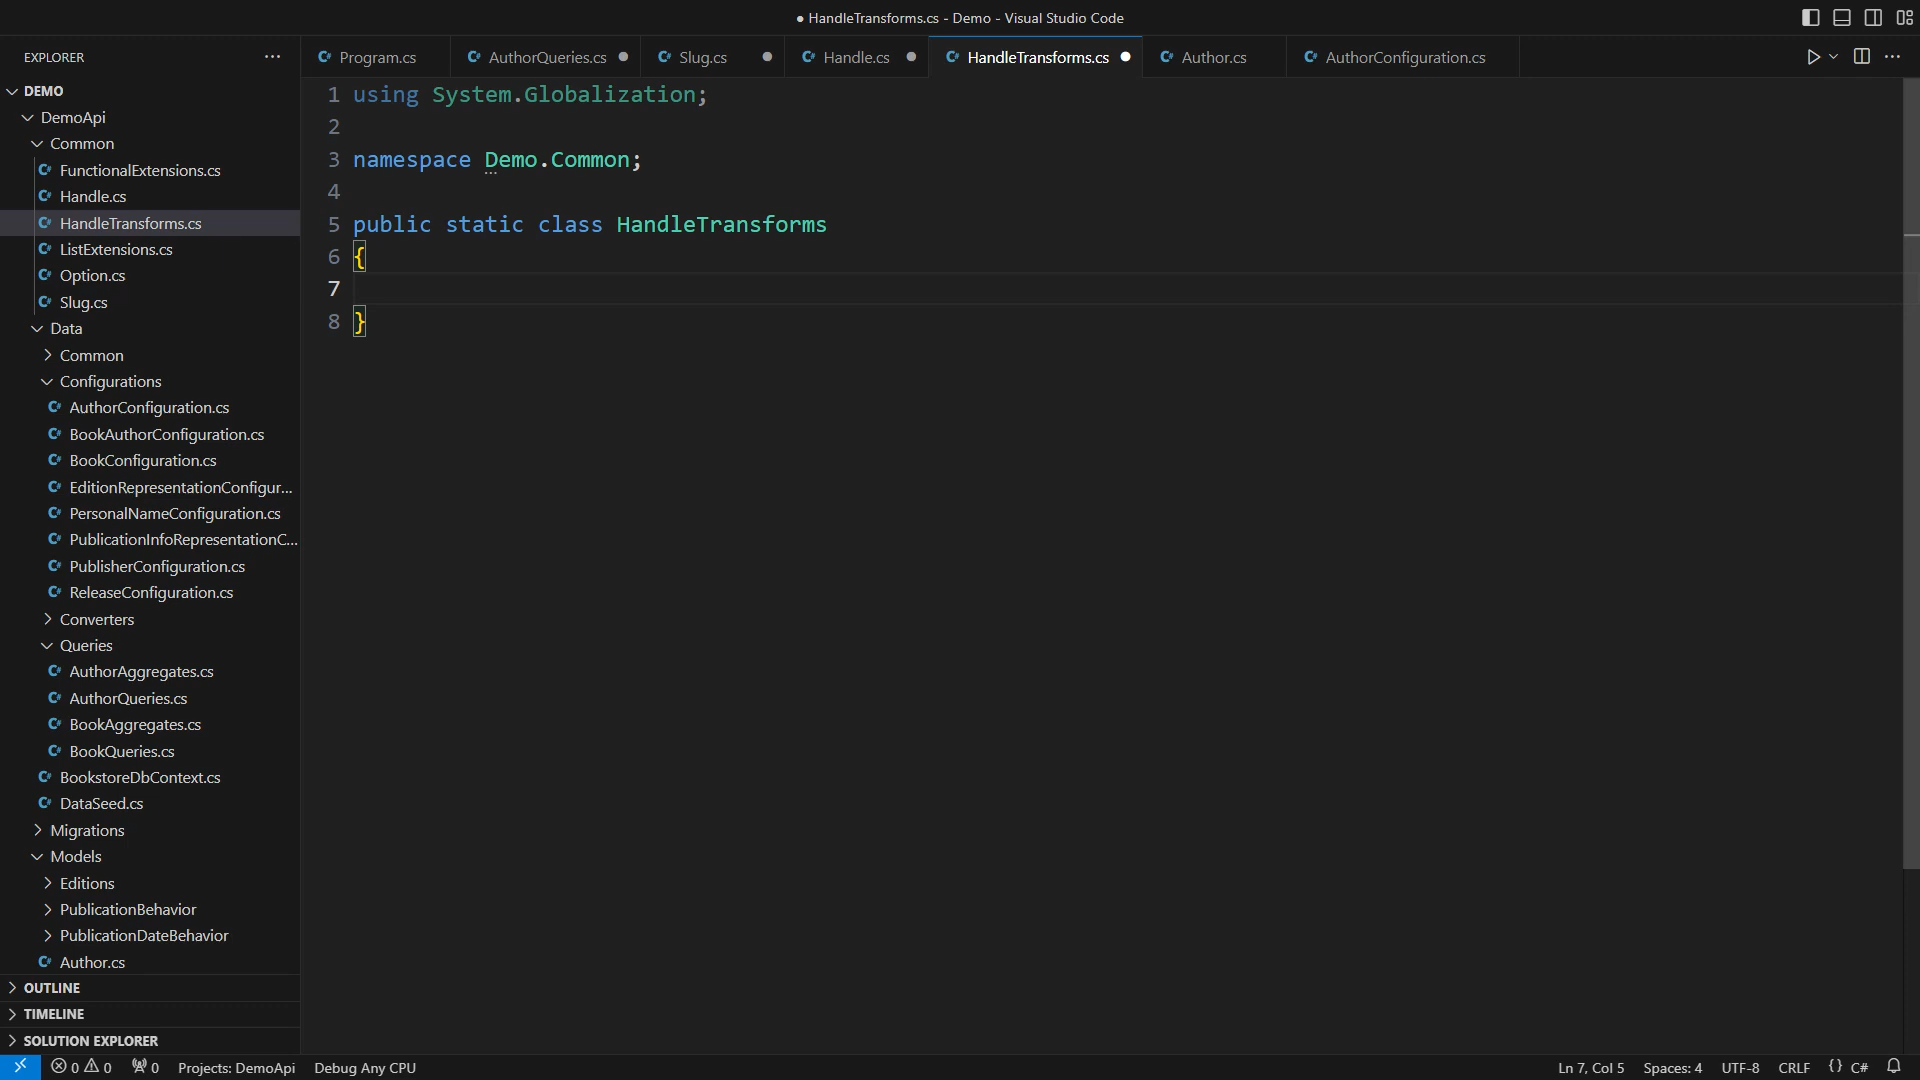 ● HandleTransforms.cs - Demo - Visual Studio Code
EXPLORER
Program.cs
AuthorQueries.cs
Slug.cs
Handle.cs
HandleTransforms.cs
Author.cs
AuthorConfiguration.cs
DEMO
DemoApi
Common
FunctionalExtensions.cs
Handle.cs
HandleTransforms.cs
ListExtensions.cs
Option.cs
Slug.cs
Data
Common
Configurations
AuthorConfiguration.cs
BookAuthorConfiguration.cs
BookConfiguration.cs
EditionRepresentationConfigur...
PersonalNameConfiguration.cs
PublicationInfoRepresentationC...
PublisherConfiguration.cs
ReleaseConfiguration.cs
Converters
Queries
AuthorAggregates.cs
AuthorQueries.cs
BookAggregates.cs
BookQueries.cs
BookstoreDbContext.cs
DataSeed.cs
Migrations
Models
Editions
PublicationBehavior
PublicationDateBehavior
Author.cs
OUTLINE
TIMELINE
SOLUTION EXPLORER
1 using System.Globalization;
2
3 namespace Demo.Common;
4
5 public static class HandleTransforms
6 {
7
8 }
0 0 0 Projects: DemoApi Debug Any CPU
Ln 7, Col 5 Spaces: 4 UTF-8 CRLF {} C#